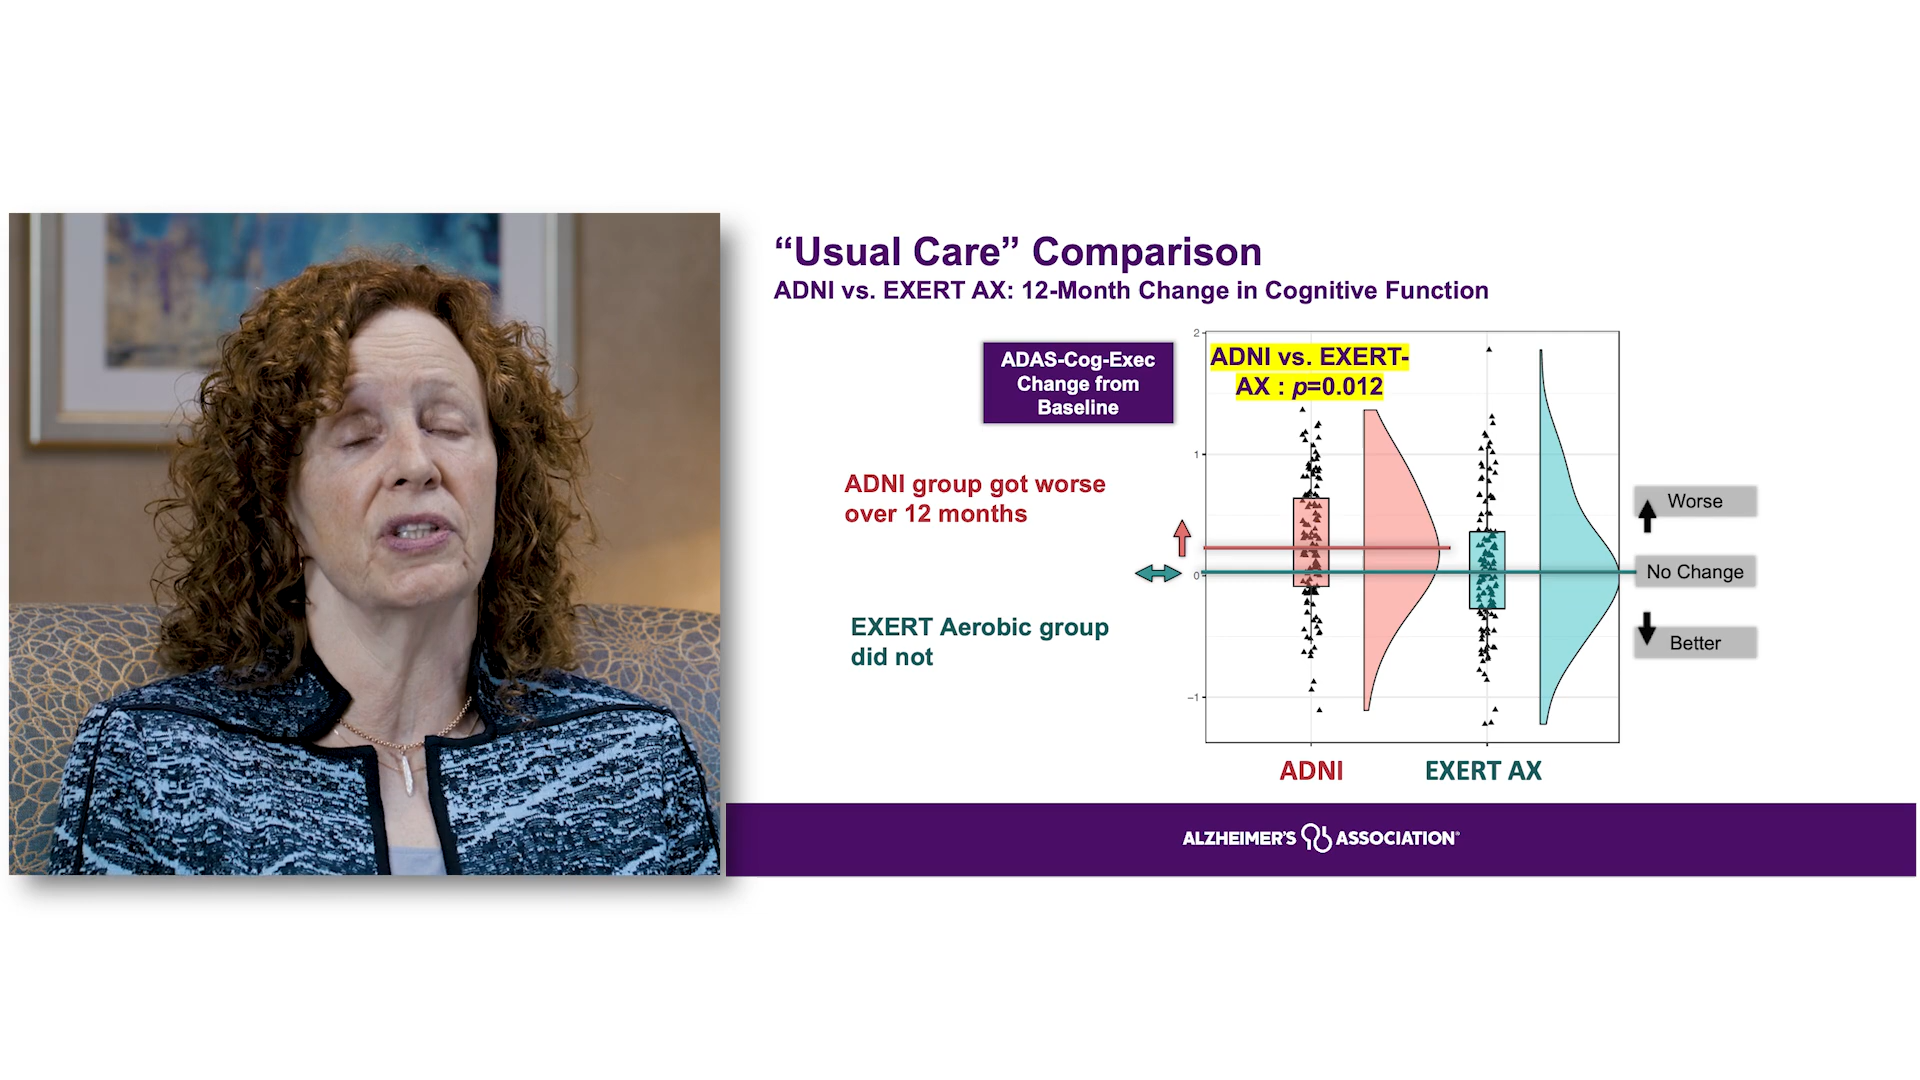 “Usual Care” Comparison
ADNI vs. EXERT AX: 12-Month Change in Cognitive Function
ADAS-Cog-Exec
Change from
Baseline
ADNI vs. EXERT-
AX : p=0.012
2
1
0
−1
ADNI group got worse
over 12 months
EXERT Aerobic group
did not
Worse
No Change
Better
ADNI
EXERT AX
ALZHEIMER'S ASSOCIATION®